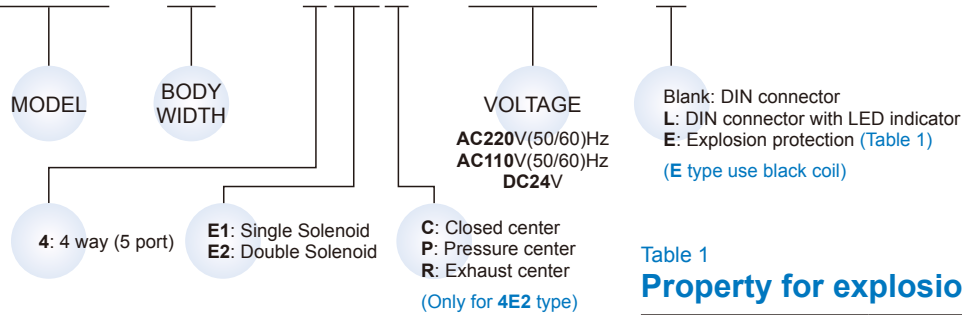 MODEL
BODY
WIDTH
VOLTAGE
AC220V(50/60)Hz
AC110V(50/60)Hz
DC24V
Blank: DIN connector
L: DIN connector with LED indicator
E: Explosion protection (Table 1)
(E type use black coil)
4: 4 way (5 port)
E1: Single Solenoid
E2: Double Solenoid
C: Closed center
P: Pressure center
R: Exhaust center
(Only for 4E2 type)
Table 1
Property for explosio